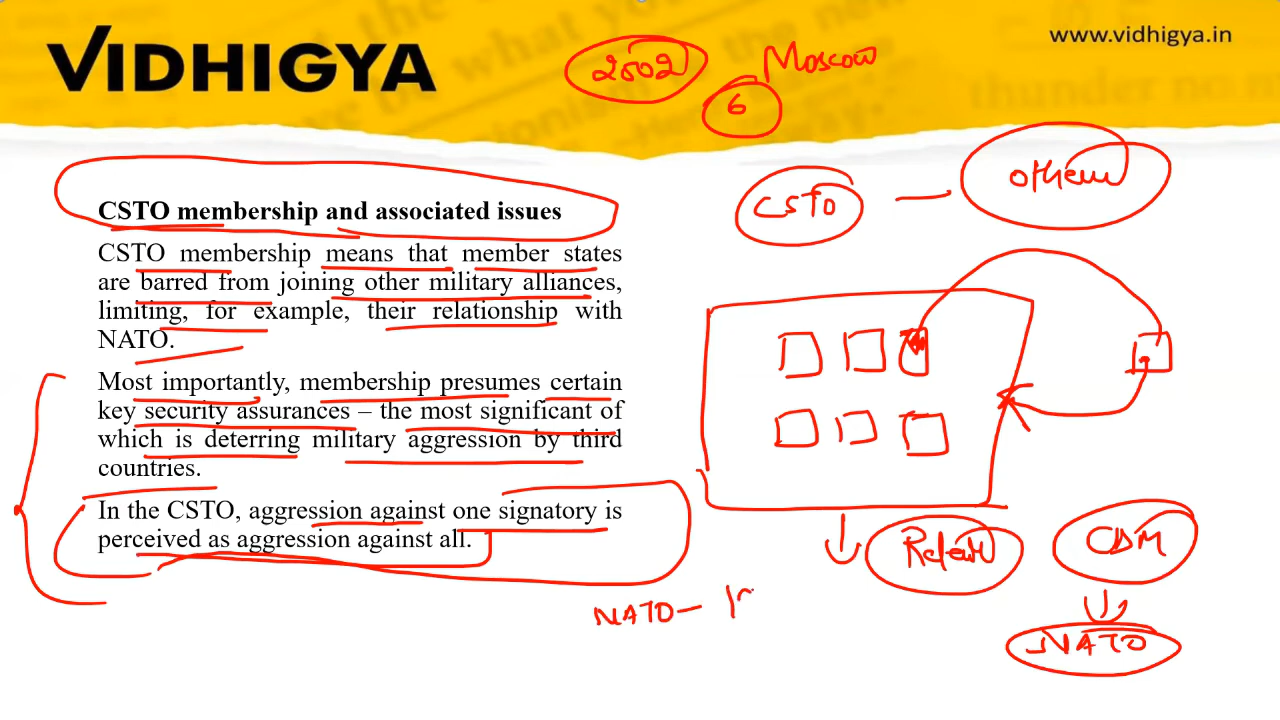 VIDHIGYA
www.vidhigya.in
2002
Moscow
6
CSTO membership and associated issues
CSTO membership means that member states
are barred from joining other military alliances,
limiting, for example, their relationship with
NATO.
Most importantly, membership presumes certain
key security assurances – the most significant of
which is deterring military aggression by third
countries.
In the CSTO, aggression against one signatory is
perceived as aggression against all.
CSTO —
NATO –
NATO